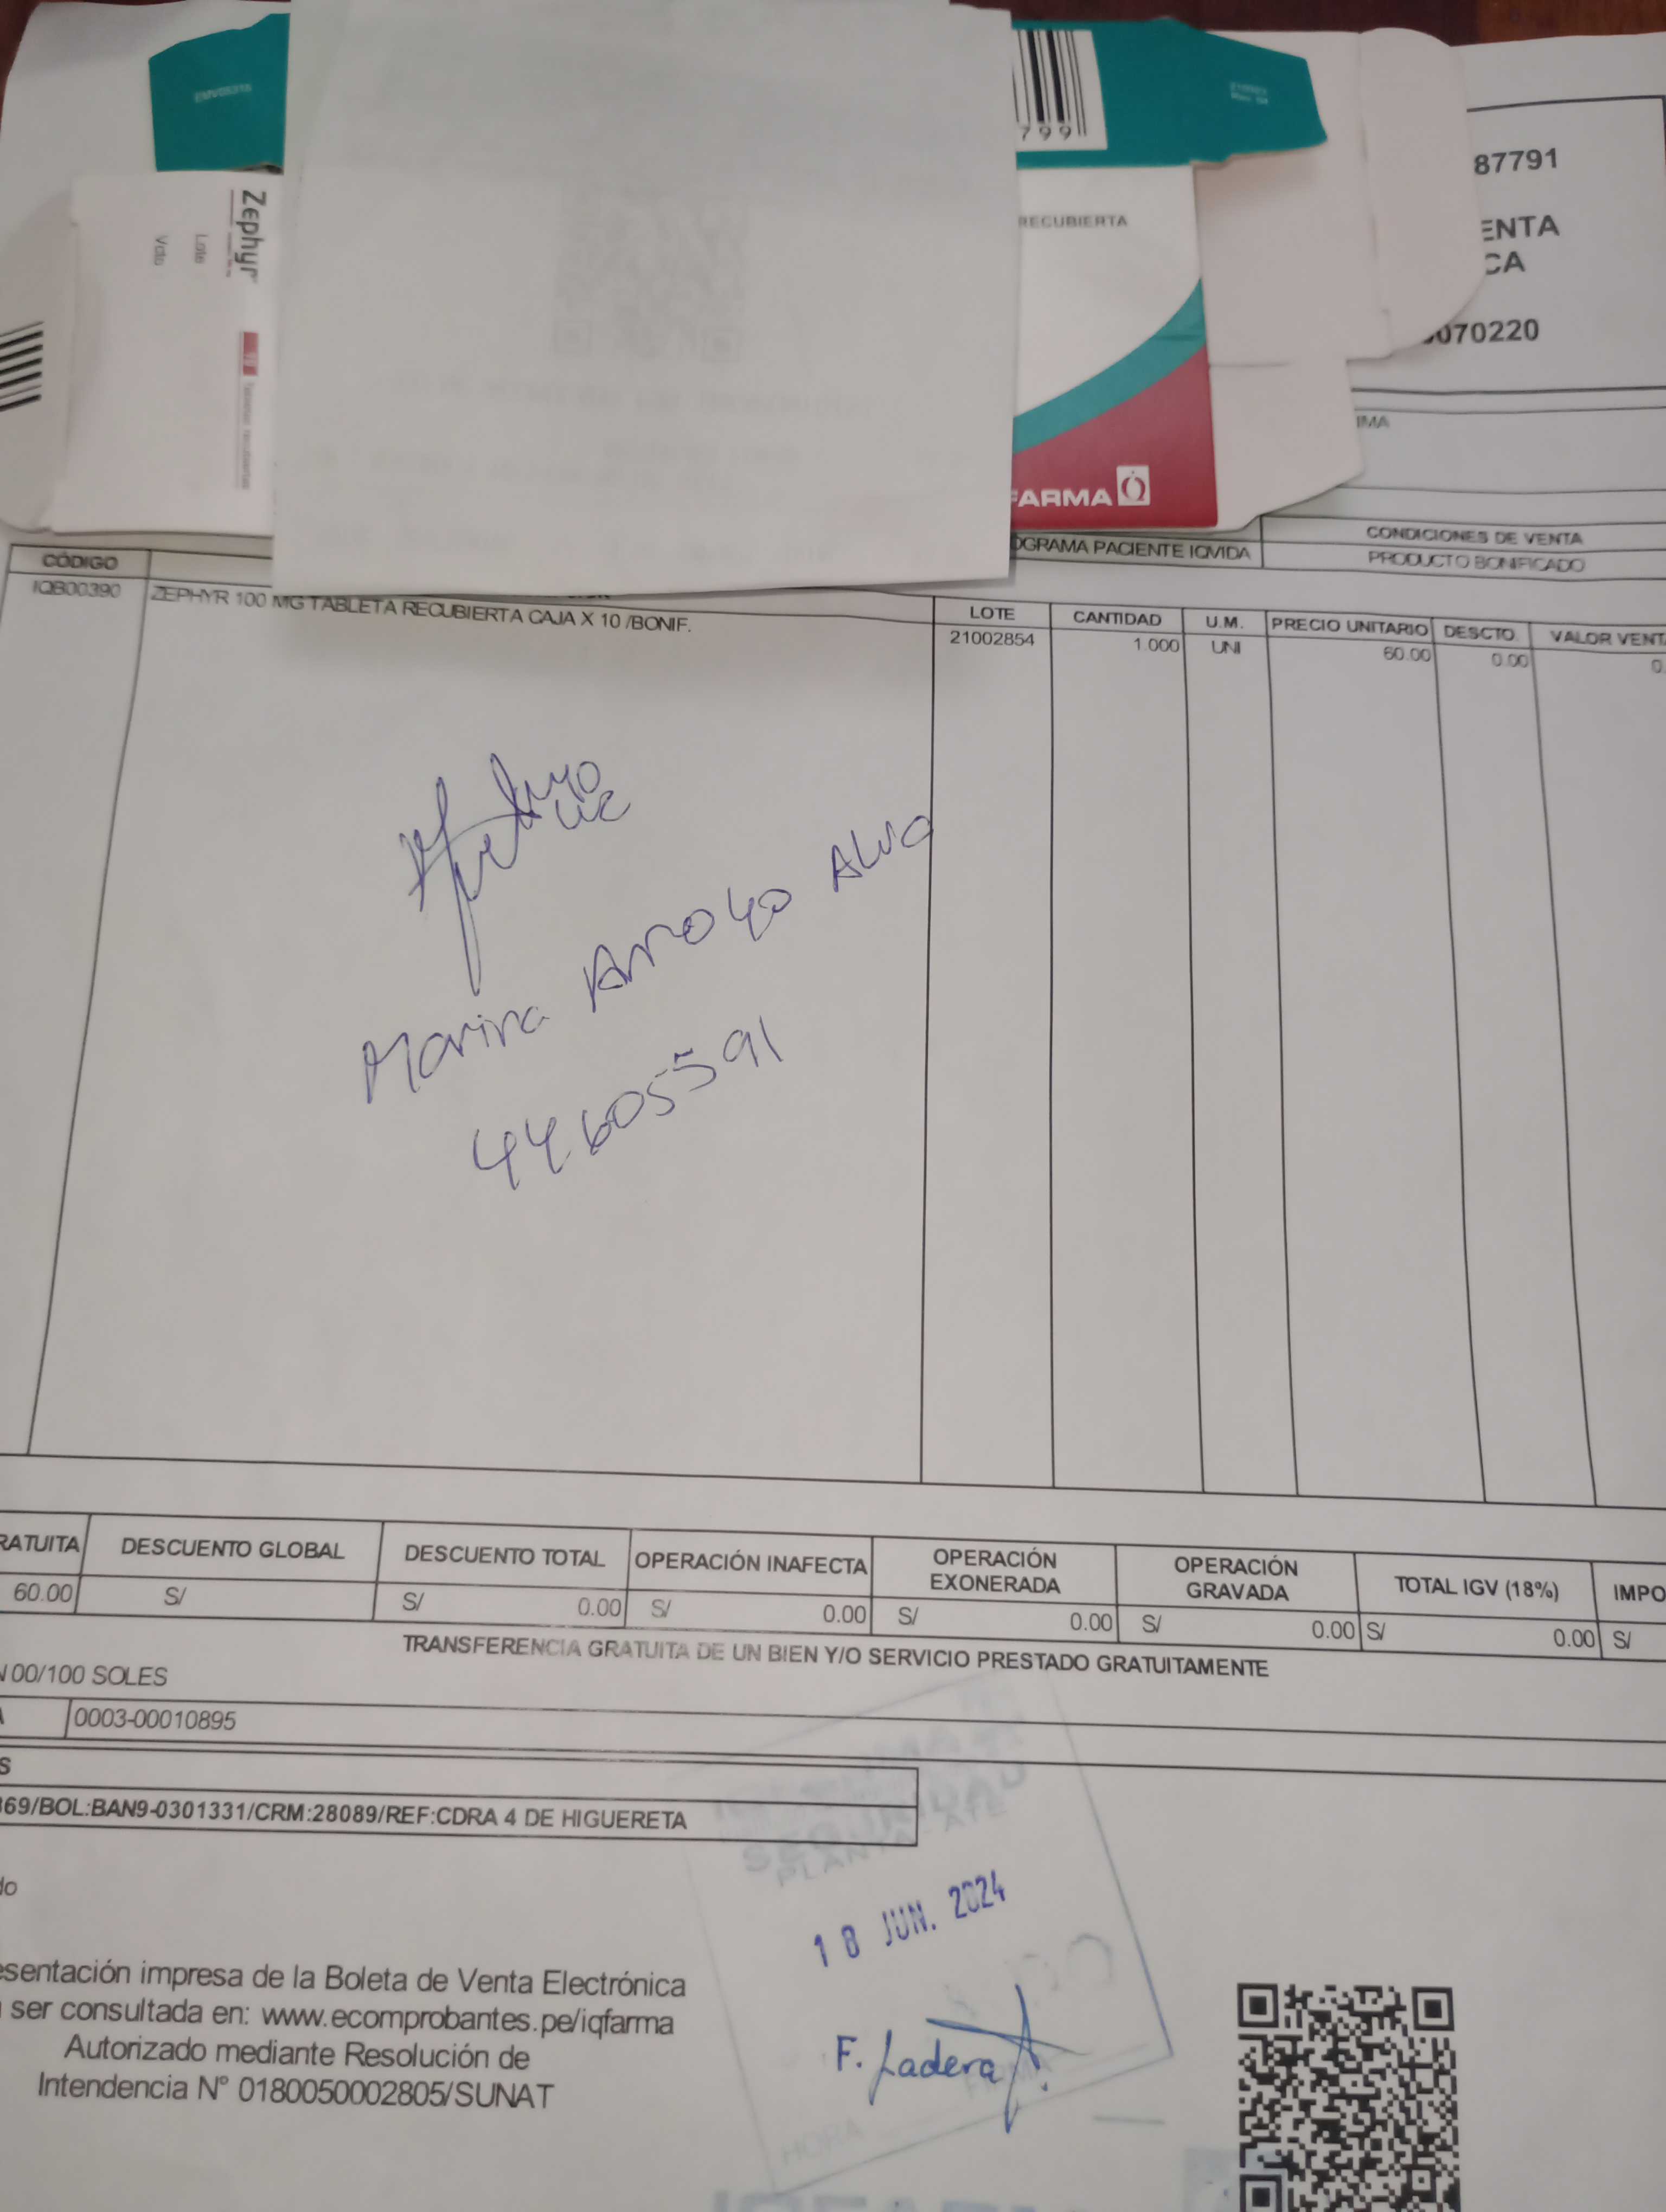 Zephyr
Lote
Vcto
799
RECUBIERTA
FARMA
87791
ENTA
CA
070220
IMA
OGRAMA PACIENTE IQVIDA
CONDICIONES DE VENTA
PRODUCTO BONIFICADO
CÓDIGO LOTE CANTIDAD U.M. PRECIO UNITARIO DESCTO. VALOR VENT
IQB00390 ZEPHYR 100 MG TABLETA RECUBIERTA CAJA X 10 /BONIF. 21002854 1.000 UNI 60.00 0.00 0.
Marina Arroyo Alva
44605591
RATUITA DESCUENTO GLOBAL DESCUENTO TOTAL OPERACIÓN INAFECTA OPERACIÓN EXONERADA OPERACIÓN GRAVADA TOTAL IGV (18%) IMPO
60.00 S/ S/ 0.00 S/ 0.00 S/ 0.00 S/ 0.00 S/ 0.00 S/
TRANSFERENCIA GRATUITA DE UN BIEN Y/O SERVICIO PRESTADO GRATUITAMENTE
N 00/100 SOLES
A 0003-00010895
S
369/BOL:BAN9-0301331/CRM:28089/REF:CDRA 4 DE HIGUERETA
do
18 JUN. 2024
esentación impresa de la Boleta de Venta Electrónica
ser consultada en: www.ecomprobantes.pe/iqfarma
Autorizado mediante Resolución de
Intendencia N° 0180050002805/SUNAT
F. Ladera
HORA